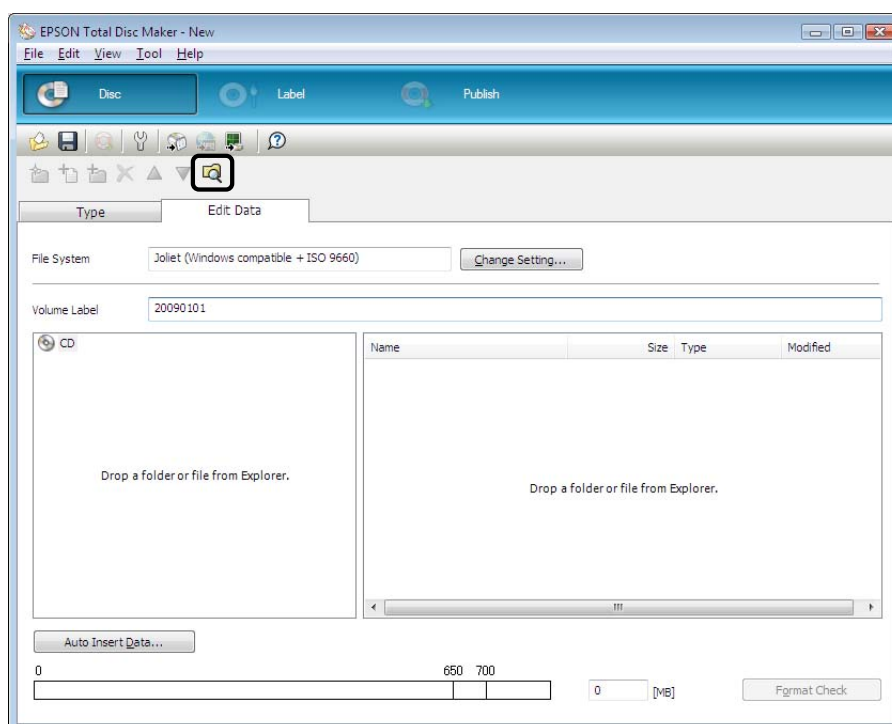 EPSON Total Disc Maker - New
File Edit View Tool Help
Disc Label Publish
Type Edit Data
File System Joliet (Windows compatible + ISO 9660) Change Setting...
Volume Label 20090101
CD Name Size Type Modified
Drop a folder or file from Explorer.
Drop a folder or file from Explorer.
Auto Insert Data...
0 650 700
0 [MB] Format Check